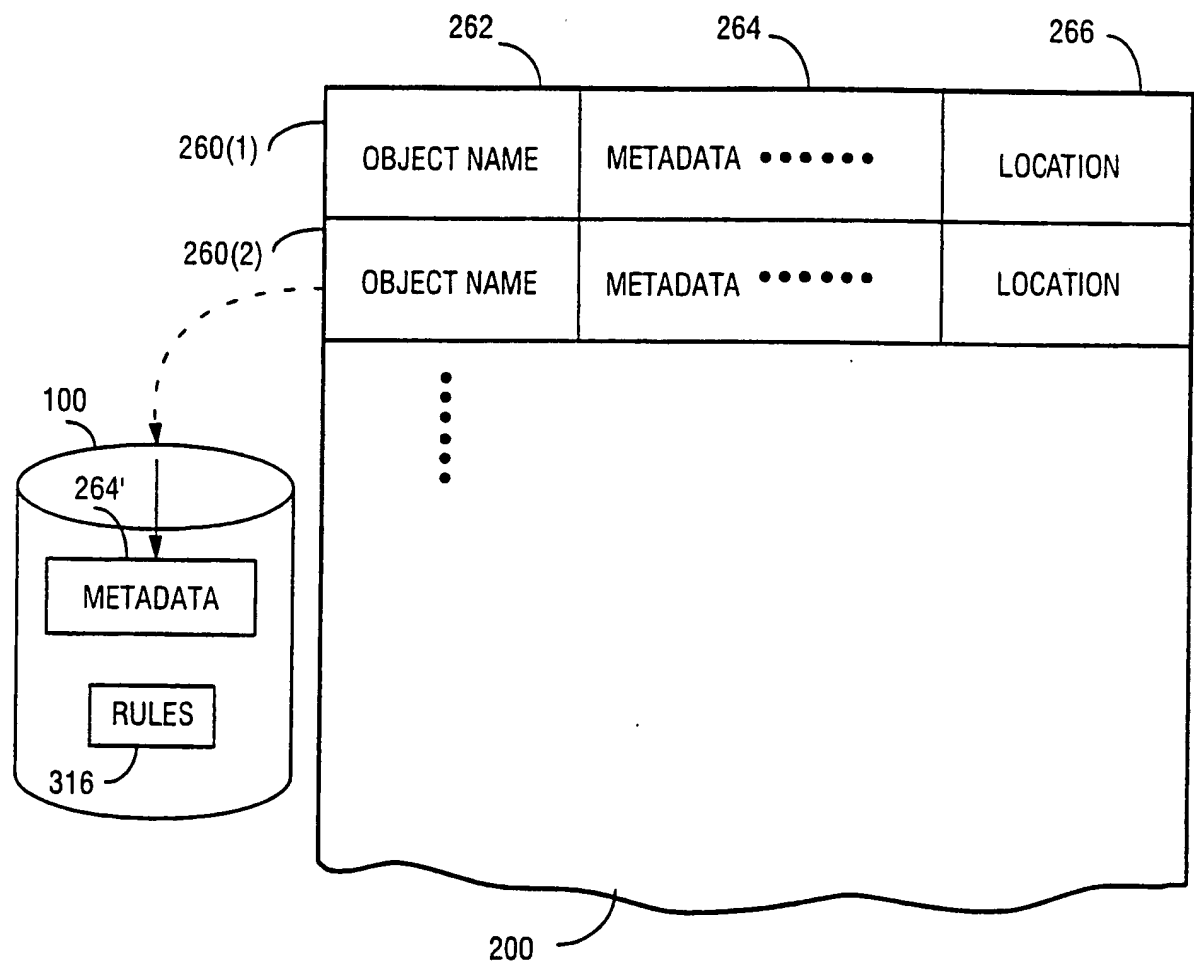 262 264 266
260(1) OBJECT NAME METADATA •••••• LOCATION
260(2) OBJECT NAME METADATA •••••• LOCATION
100
264'
METADATA
RULES
316
200